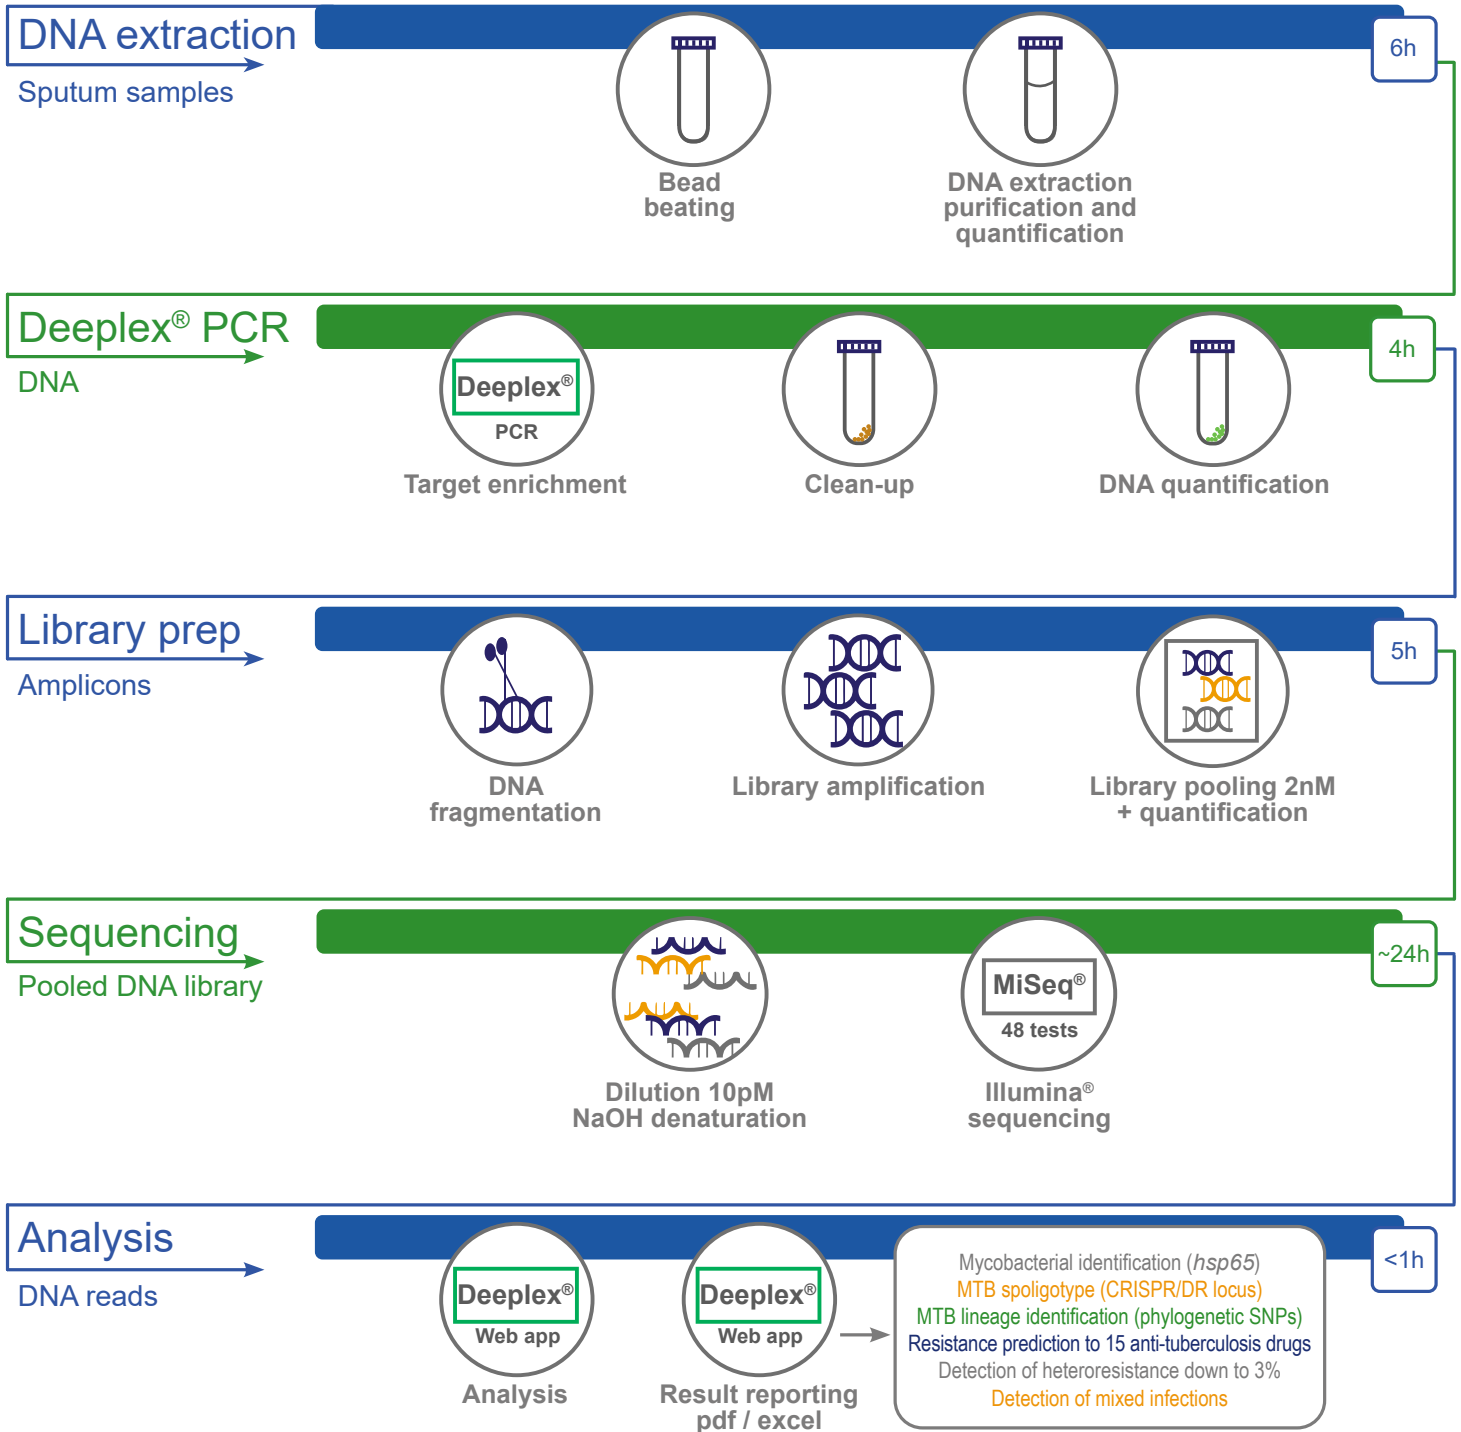 DNA extraction
6h
Sputum samples
Bead
beating
DNA extraction
purification and
quantification
Deeplex® PCR
4h
DNA
Deeplex®
PCR
Target enrichment
Clean-up
DNA quantification
Library prep
5h
Amplicons
DNA
fragmentation
Library amplification
Library pooling 2nM
+ quantification
Sequencing
~24h
Pooled DNA library
MiSeq®
48 tests
Dilution 10pM
NaOH denaturation
Illumina®
sequencing
Analysis
<1h
DNA reads
Deeplex®
Web app
Analysis
Deeplex®
Web app
Result reporting
pdf / excel
Mycobacterial identification (hsp65)
MTB spoligotype (CRISPR/DR locus)
MTB lineage identification (phylogenetic SNPs)
Resistance prediction to 15 anti-tuberculosis drugs
Detection of heteroresistance down to 3%
Detection of mixed infections